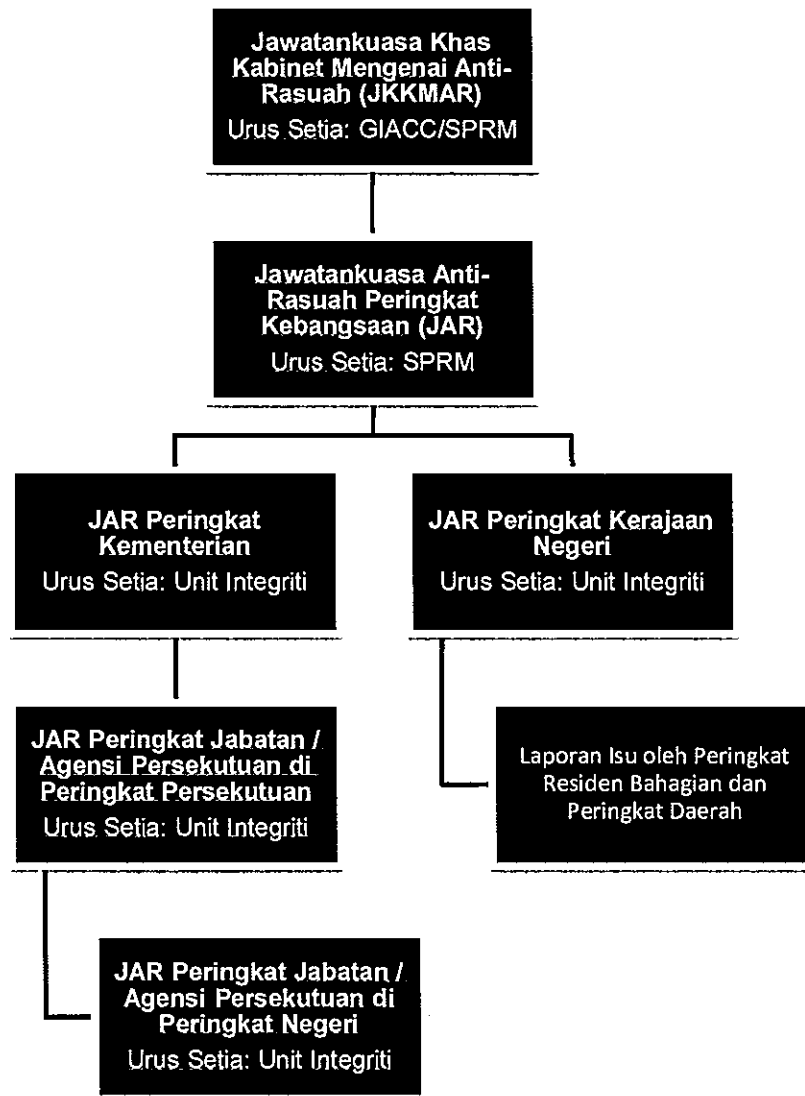 Jawatankuasa Khas
Kabinet Mengenai Anti-
Rasuah (JKKMAR)
Urus Setia: GIACC/SPRM
Jawatankuasa Anti-
Rasuah Peringkat
Kebangsaan (JAR)
Urus Setia: SPRM
JAR Peringkat
Kementerian
Urus Setia: Unit Integriti
JAR Peringkat Kerajaan
Negeri
Urus Setia: Unit Integriti
JAR Peringkat Jabatan /
Agensi Persekutuan di
Peringkat Persekutuan
Urus Setia: Unit Integriti
Laporan Isu oleh Peringkat
Residen Bahagian dan
Peringkat Daerah
JAR Peringkat Jabatan /
Agensi Persekutuan di
Peringkat Negeri
Urus Setia: Unit Integriti